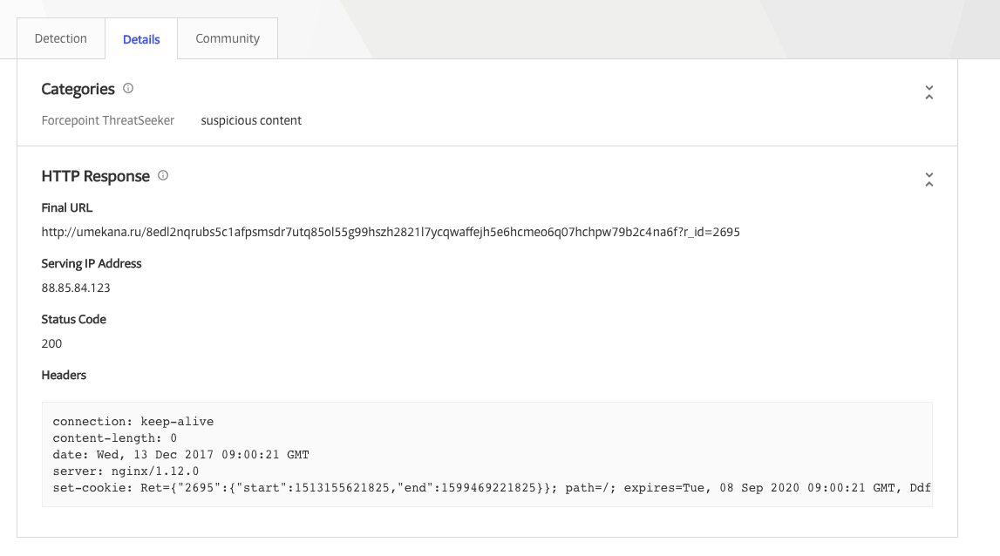 Detection Details Community
Categories
Forcepoint ThreatSeeker suspicious content
HTTP Response
Final URL
http://umekana.ru/8edl2nqrubs5c1afpsmsdr7utq85ol55g99hszh2821l7ycqwaffejh5e6hcmeo6q07hchpw79b2c4na6f?r_id=2695
Serving IP Address
88.85.84.123
Status Code
200
Headers
connection: keep-alive
content-length: 0
date: Wed, 13 Dec 2017 09:00:21 GMT
server: nginx/1.12.0
set-cookie: Ret={"2695":{"start":1513155621825,"end":1599469221825}}; path=/; expires=Tue, 08 Sep 2020 09:00:21 GMT, Ddf